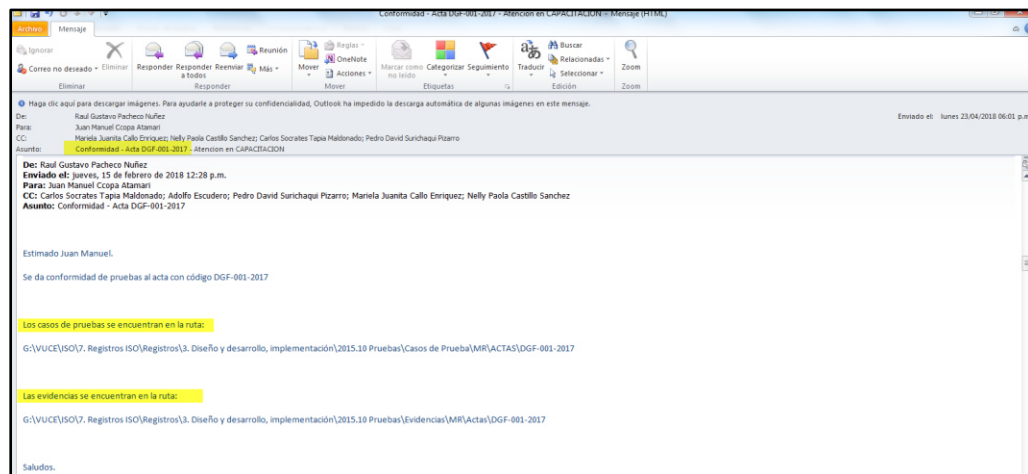 Conformidad - Acta DGF-001-2017 - Atención en CAPACITACIÓN - Mensaje (HTML)
Archivo Mensaje
Ignorar
Correo no deseado
Eliminar
Responder
Responder a todos
Reenviar
Reunión
Más
Mover
Reglas
OneNote
Acciones
Marcar como no leído
Categorizar
Seguimiento
Traducir
Buscar
Relacionadas
Seleccionar
Zoom
Eliminar Responder Mover Etiquetas Edición Zoom
Haga clic aquí para descargar imágenes. Para ayudarle a proteger su confidencialidad, Outlook ha impedido la descarga automática de algunas imágenes en este mensaje.
De: Raul Gustavo Pacheco Nuñez Enviado el: lunes 23/04/2018 06:01 p.m
Para: Juan Manuel Ccopa Atamari
CC: Mariela Juanita Callo Enriquez; Nelly Paola Castillo Sanchez; Carlos Socrates Tapia Maldonado; Pedro David Surichaqui Pizarro
Asunto: Conformidad - Acta DGF-001-2017 - Atencion en CAPACITACION
De: Raul Gustavo Pacheco Nuñez
Enviado el: jueves, 15 de febrero de 2018 12:28 p.m.
Para: Juan Manuel Ccopa Atamari
CC: Carlos Socrates Tapia Maldonado; Adolfo Escudero; Pedro David Surichaqui Pizarro; Mariela Juanita Callo Enriquez; Nelly Paola Castillo Sanchez
Asunto: Conformidad - Acta DGF-001-2017
Estimado Juan Manuel.
Se da conformidad de pruebas al acta con código DGF-001-2017
Los casos de pruebas se encuentran en la ruta:
G:\VUCE\ISO\7. Registros ISO\Registros\3. Diseño y desarrollo, implementación\2015.10 Pruebas\Casos de Prueba\MR\ACTAS\DGF-001-2017
Las evidencias se encuentran en la ruta:
G:\VUCE\ISO\7. Registros ISO\Registros\3. Diseño y desarrollo, implementación\2015.10 Pruebas\Evidencias\MR\Actas\DGF-001-2017
Saludos.